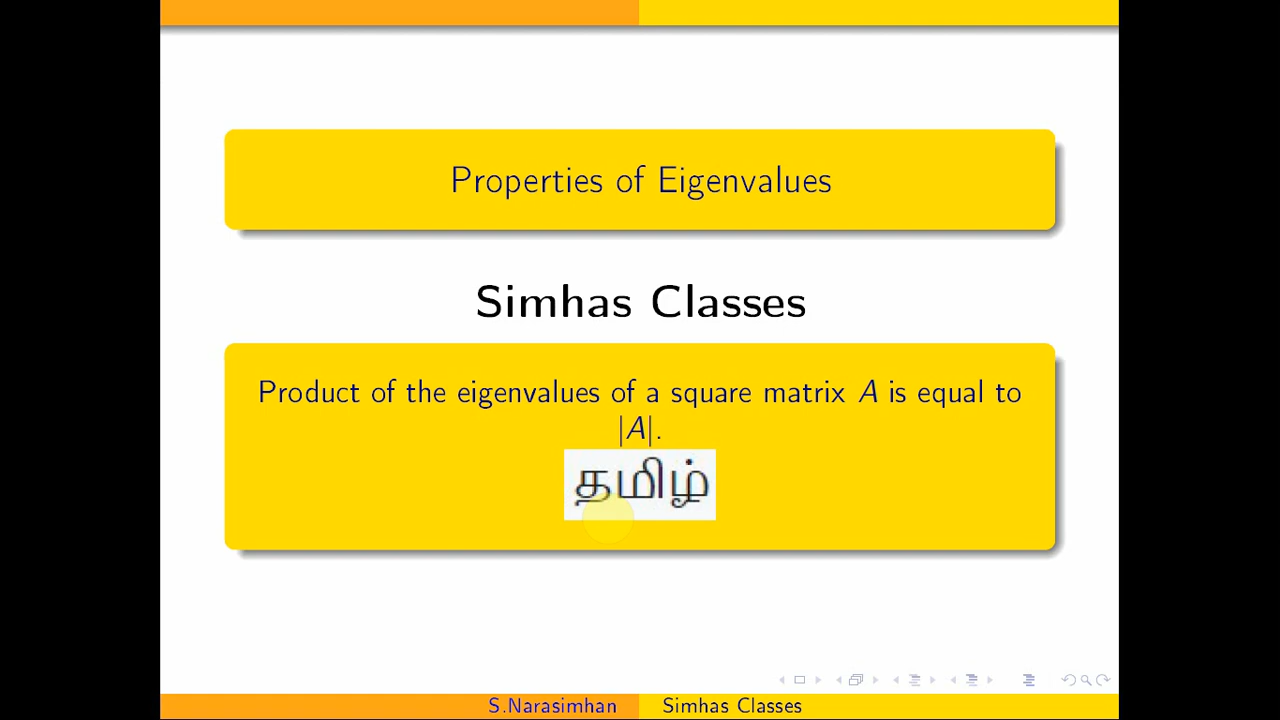 Properties of Eigenvalues
Simhas Classes
Product of the eigenvalues of a square matrix A is equal to
|A|.
தமிழ்
S.Narasimhan
Simhas Classes